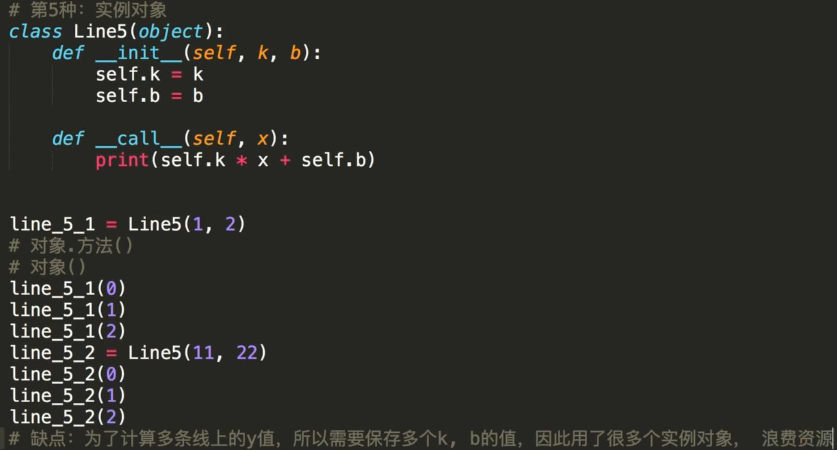 # 第5种：实例对象
class Line5(object):
    def __init__(self, k, b):
        self.k = k
        self.b = b
    def __call__(self, x):
        print(self.k * x + self.b)
line_5_1 = Line5(1, 2)
# 对象.方法()
# 对象()
line_5_1(0)
line_5_1(1)
line_5_1(2)
line_5_2 = Line5(11, 22)
line_5_2(0)
line_5_2(1)
line_5_2(2)
# 缺点：为了计算多条线上的y值，所以需要保存多个k, b的值，因此用了很多个实例对象， 浪费资源